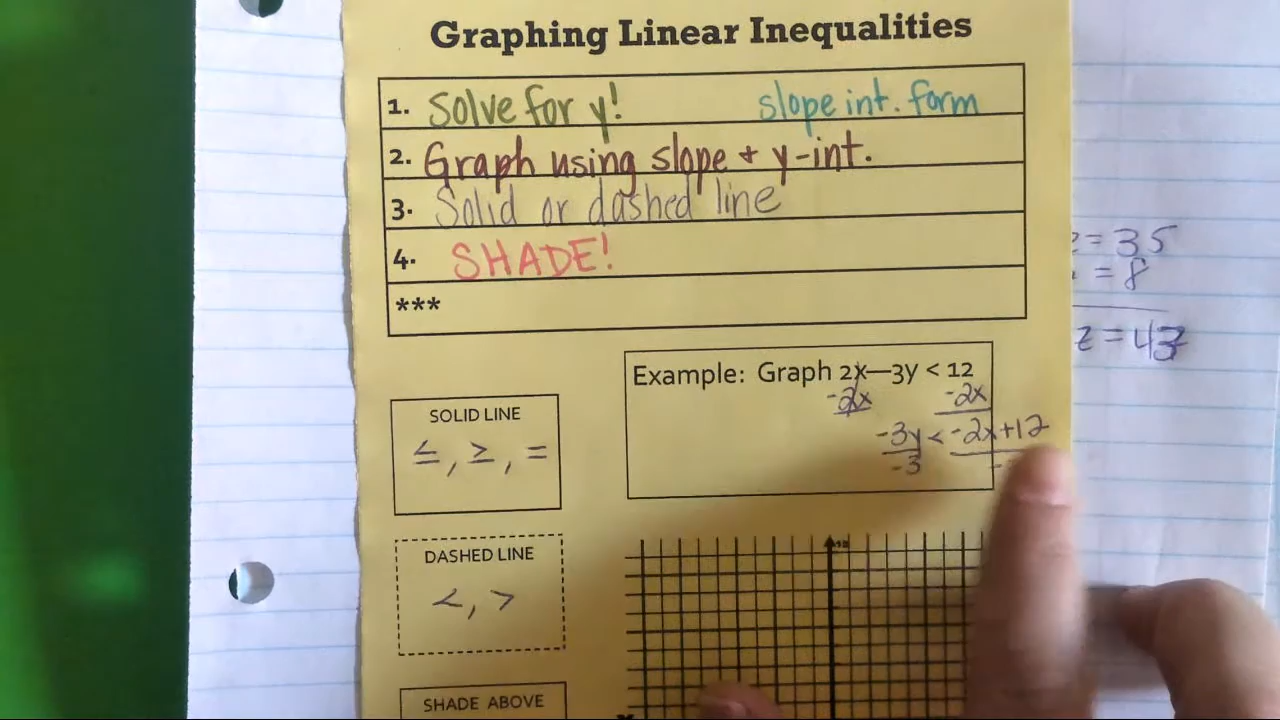 Graphing Linear Inequalities
1. Solve for y! slope int. form
2. Graph using slope + y-int.
3. Solid or dashed line
4. SHADE!
***
= 35
= 8
z = 43
Example: Graph 2x—3y < 12
-2x -2x
-3y < -2x+12
-3
SOLID LINE
≤, ≥, =
DASHED LINE
<, >
SHADE ABOVE